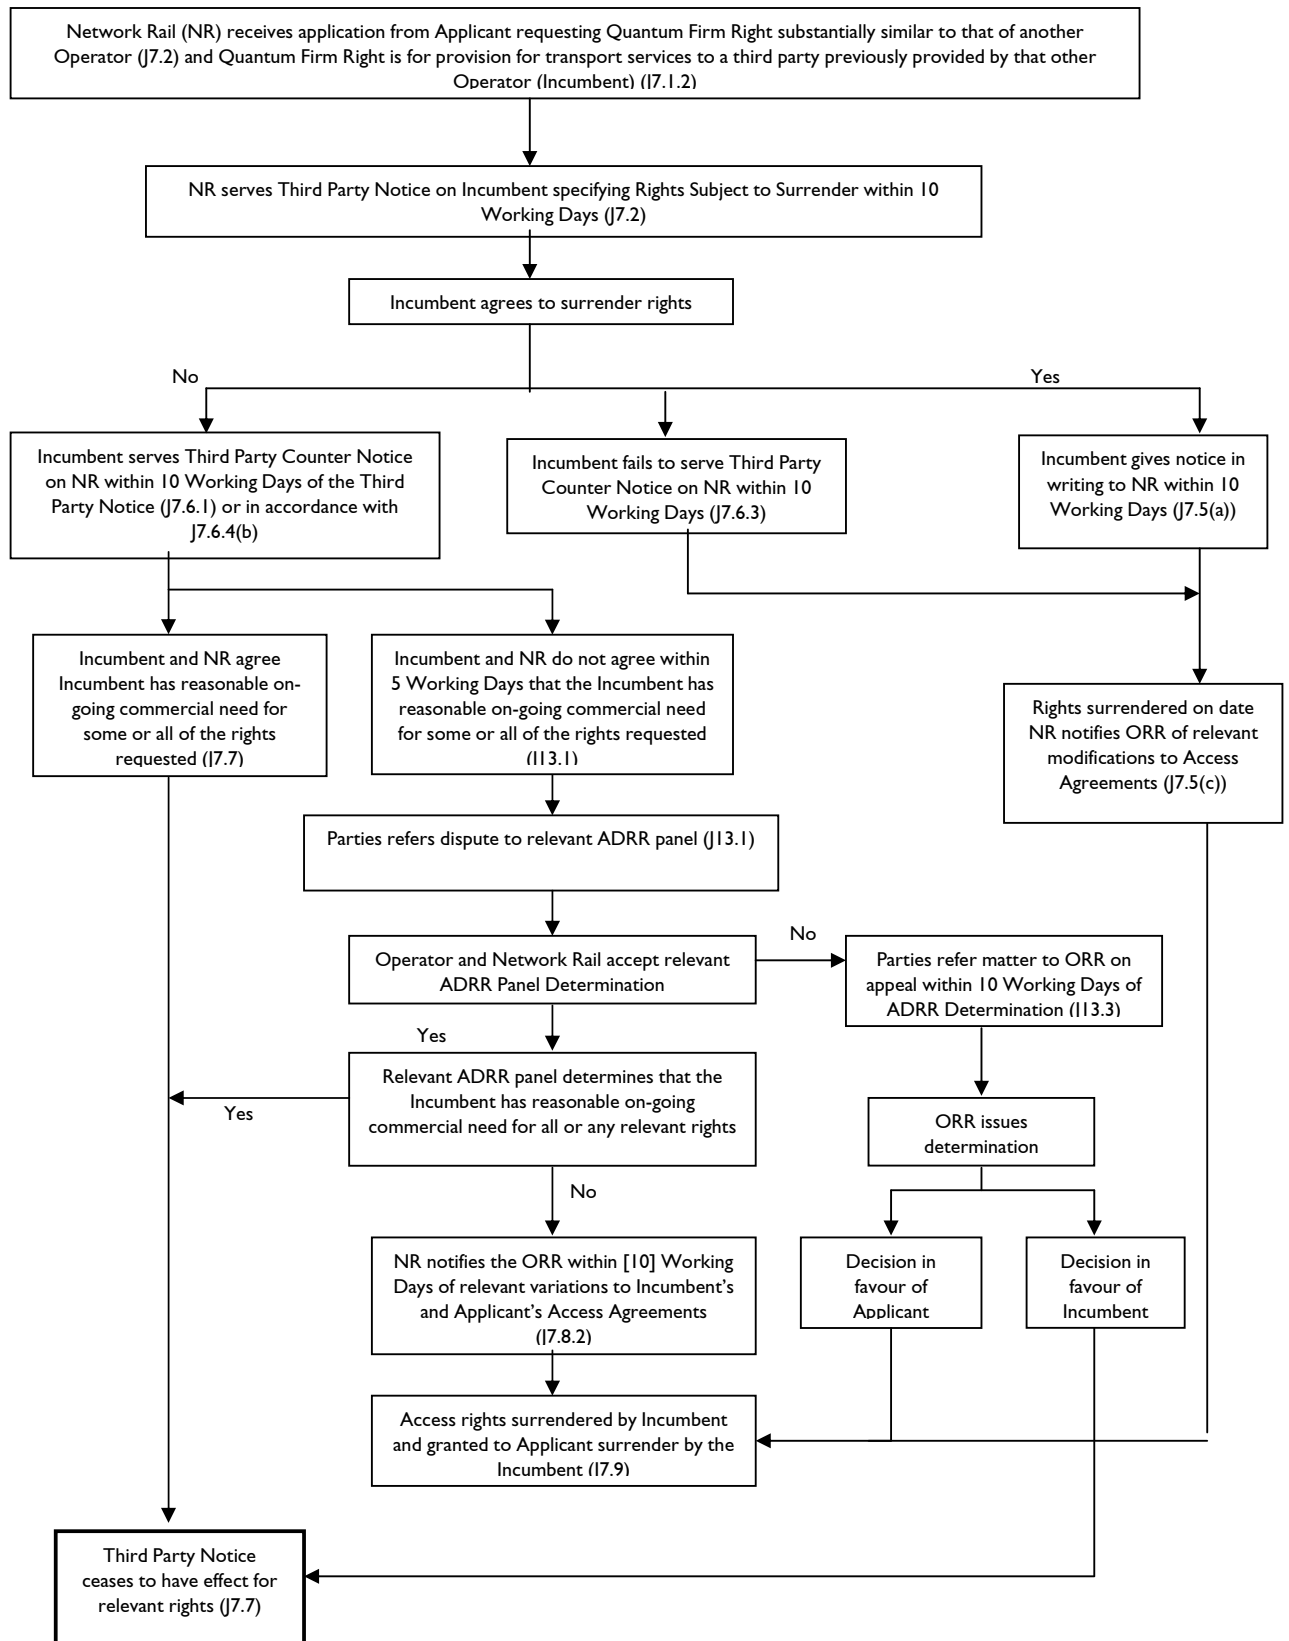 Network Rail (NR) receives application from Applicant requesting Quantum Firm Right substantially similar to that of another
Operator (J7.2) and Quantum Firm Right is for provision for transport services to a third party previously provided by that other
Operator (Incumbent) (J7.1.2)
NR serves Third Party Notice on Incumbent specifying Rights Subject to Surrender within 10
Working Days (J7.2)
Incumbent agrees to surrender rights
No
Yes
Incumbent serves Third Party Counter Notice
on NR within 10 Working Days of the Third
Party Notice (J7.6.1) or in accordance with
J7.6.4(b)
Incumbent fails to serve Third Party
Counter Notice on NR within 10
Working Days (J7.6.3)
Incumbent gives notice in
writing to NR within 10
Working Days (J7.5(a))
Incumbent and NR agree
Incumbent has reasonable on-
going commercial need for
some or all of the rights
requested (J7.7)
Incumbent and NR do not agree within
5 Working Days that the Incumbent has
reasonable on-going commercial need
for some or all of the rights requested
(J13.1)
Rights surrendered on date
NR notifies ORR of relevant
modifications to Access
Agreements (J7.5(c))
Parties refers dispute to relevant ADRR panel (J13.1)
Operator and Network Rail accept relevant
ADRR Panel Determination
No
Parties refer matter to ORR on
appeal within 10 Working Days of
ADRR Determination (J13.3)
Yes
Relevant ADRR panel determines that the
Incumbent has reasonable on-going
commercial need for all or any relevant rights
Yes
ORR issues
determination
No
NR notifies the ORR within [10] Working
Days of relevant variations to Incumbent's
and Applicant's Access Agreements
(J7.8.2)
Decision in
favour of
Applicant
Decision in
favour of
Incumbent
Access rights surrendered by Incumbent
and granted to Applicant surrender by the
Incumbent (J7.9)
Third Party Notice
ceases to have effect for
relevant rights (J7.7)